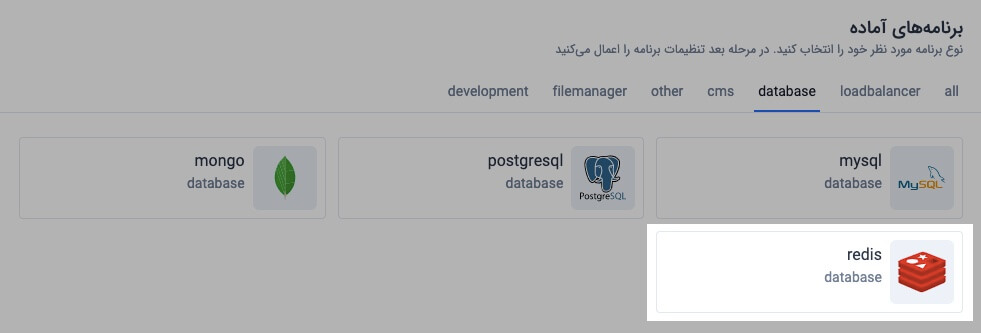 برنامه‌های آماده
نوع برنامه مورد نظر خود را انتخاب کنید. در مرحله بعد تنظیمات برنامه را اعمال می‌کنید
all loadbalancer database cms other filemanager development
mysql
database
MySQL
postgresql
database
PostgreSQL
mongo
database
redis
database